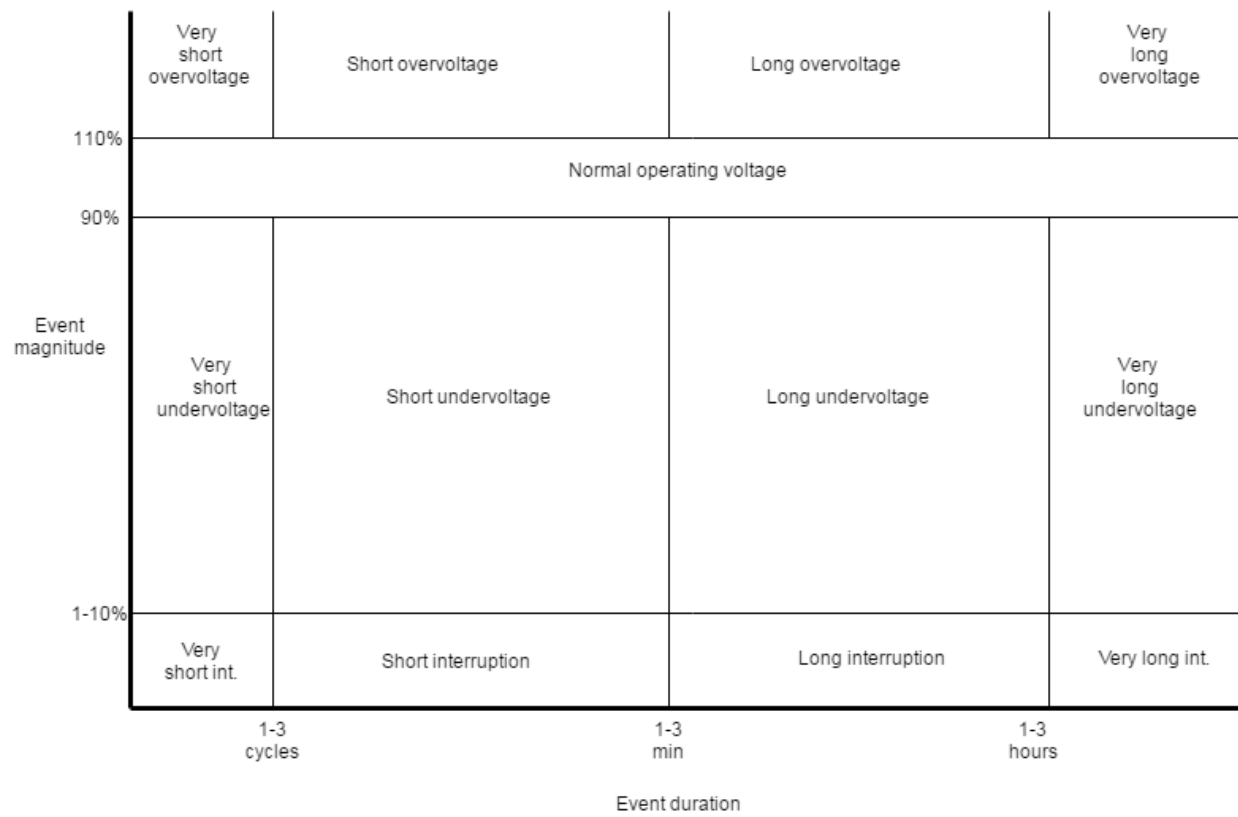 Very
short
overvoltage
Short overvoltage
Long overvoltage
Very
long
overvoltage
110%
Normal operating voltage
90%
Event
magnitude
Very
short
undervoltage
Short undervoltage
Long undervoltage
Very
long
undervoltage
1-10%
Very
short int.
Short interruption
Long interruption
Very long int.
1-3
cycles
1-3
min
1-3
hours
Event duration